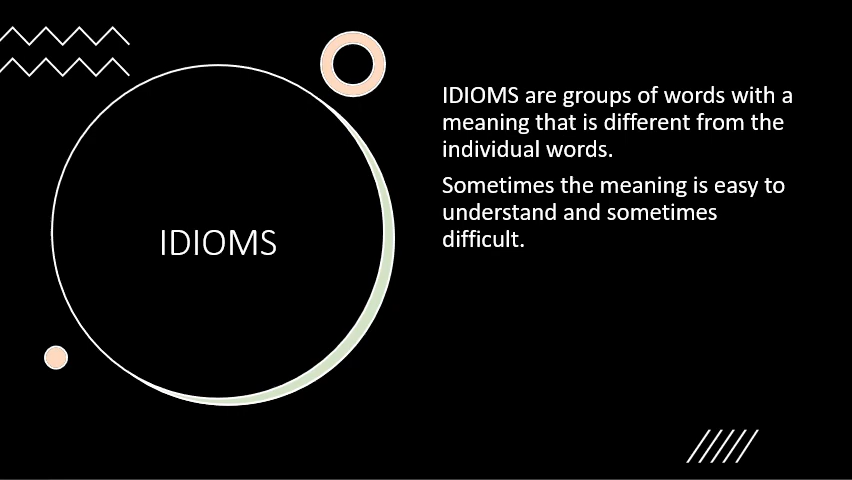 IDIOMS
IDIOMS are groups of words with a
meaning that is different from the
individual words.
Sometimes the meaning is easy to
understand and sometimes
difficult.